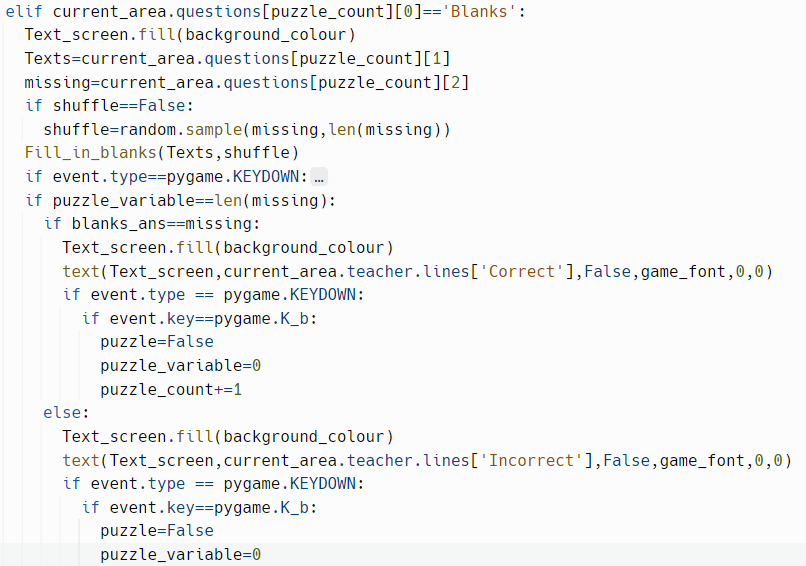 elif current_area.questions[puzzle_count][0]=='Blanks':
  Text_screen.fill(background_colour)
  Texts=current_area.questions[puzzle_count][1]
  missing=current_area.questions[puzzle_count][2]
  if shuffle==False:
    shuffle=random.sample(missing,len(missing))
  Fill_in_blanks(Texts,shuffle)
  if event.type==pygame.KEYDOWN:…
  if puzzle_variable==len(missing):
    if blanks_ans==missing:
      Text_screen.fill(background_colour)
      text(Text_screen,current_area.teacher.lines['Correct'],False,game_font,0,0)
      if event.type == pygame.KEYDOWN:
        if event.key==pygame.K_b:
          puzzle=False
          puzzle_variable=0
          puzzle_count+=1
    else:
      Text_screen.fill(background_colour)
      text(Text_screen,current_area.teacher.lines['Incorrect'],False,game_font,0,0)
      if event.type == pygame.KEYDOWN:
        if event.key==pygame.K_b:
          puzzle=False
          puzzle_variable=0